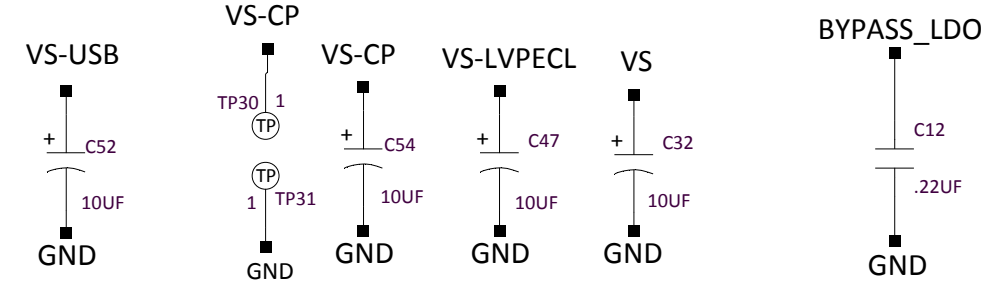 VS-CP
BYPASS_LDO
VS-USB
VS-CP
VS-LVPECL
VS
TP30 1
TP
+ C52
+ C54
+ C47
+ C32
C12
TP
1 TP31
10UF
10UF
10UF
10UF
.22UF
GND
GND
GND
GND
GND
GND